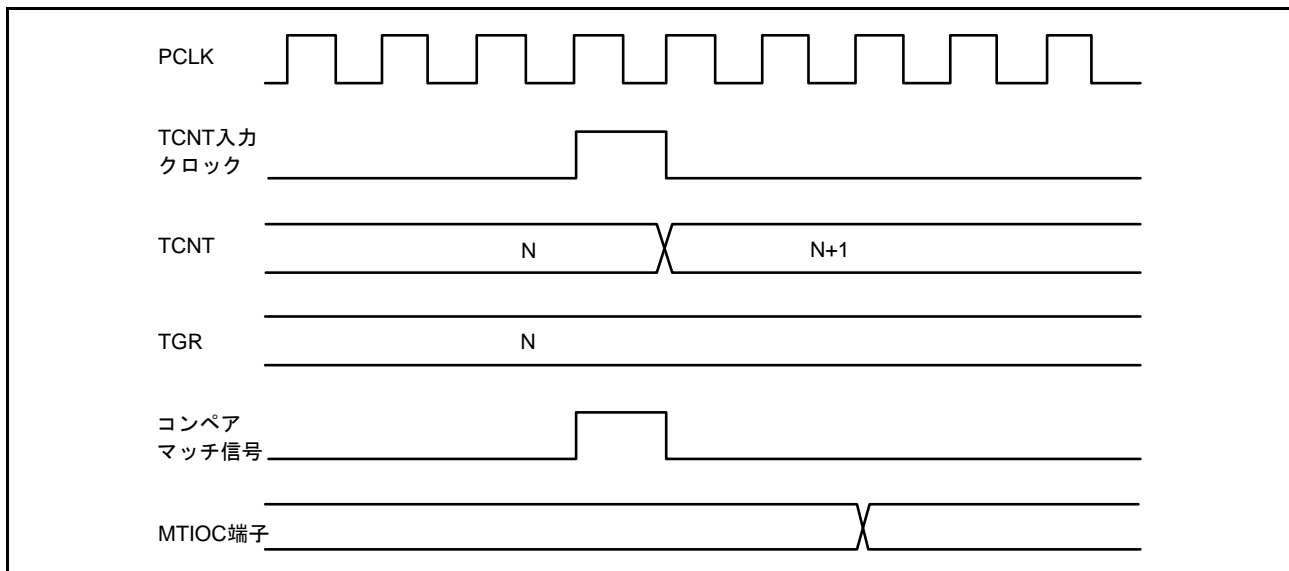 PCLK
TCNT入力
クロック
TCNT
N
N+1
TGR
N
コンペア
マッチ信号
MTIOC端子